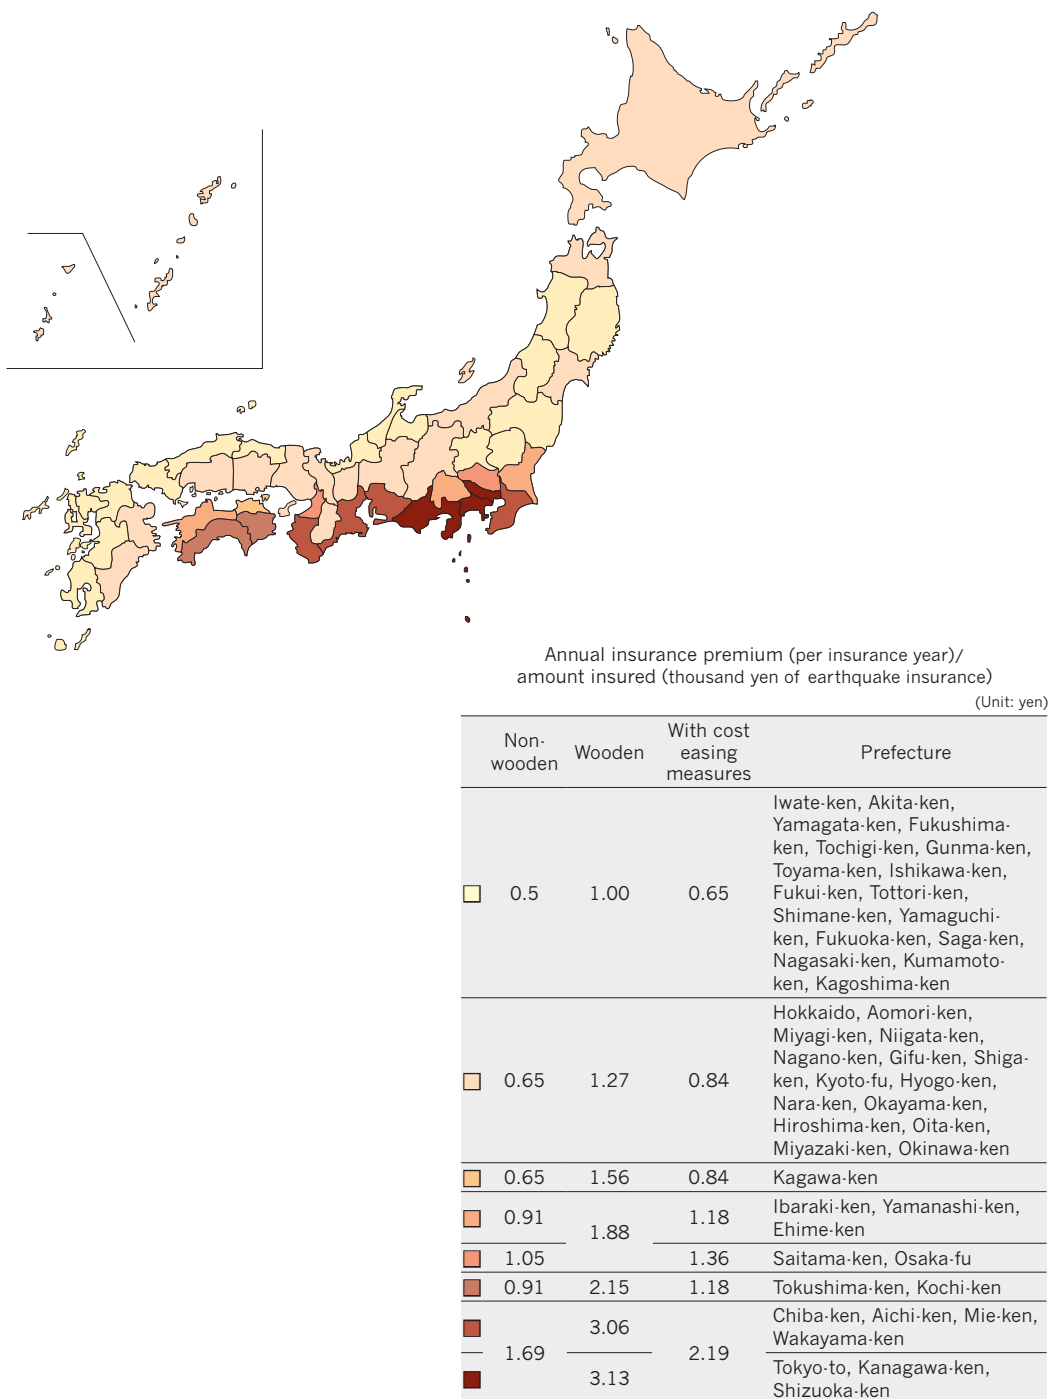 Annual insurance premium (per insurance year)/
amount insured (thousand yen of earthquake insurance)
(Unit: yen)
Non-
wooden
Wooden
With cost
easing
measures
Prefecture
0.5
1.00
0.65
Iwate-ken, Akita-ken,
Yamagata-ken, Fukushima-
ken, Tochigi-ken, Gunma-ken,
Toyama-ken, Ishikawa-ken,
Fukui-ken, Tottori-ken,
Shimane-ken, Yamaguchi-
ken, Fukuoka-ken, Saga-ken,
Nagasaki-ken, Kumamoto-
ken, Kagoshima-ken
0.65
1.27
0.84
Hokkaido, Aomori-ken,
Miyagi-ken, Niigata-ken,
Nagano-ken, Gifu-ken, Shiga-
ken, Kyoto-fu, Hyogo-ken,
Nara-ken, Okayama-ken,
Hiroshima-ken, Oita-ken,
Miyazaki-ken, Okinawa-ken
0.65
1.56
0.84
Kagawa-ken
0.91
1.88
1.18
Ibaraki-ken, Yamanashi-ken,
Ehime-ken
1.05
1.36
Saitama-ken, Osaka-fu
0.91
2.15
1.18
Tokushima-ken, Kochi-ken
1.69
3.06
2.19
Chiba-ken, Aichi-ken, Mie-ken,
Wakayama-ken
3.13
Tokyo-to, Kanagawa-ken,
Shizuoka-ken